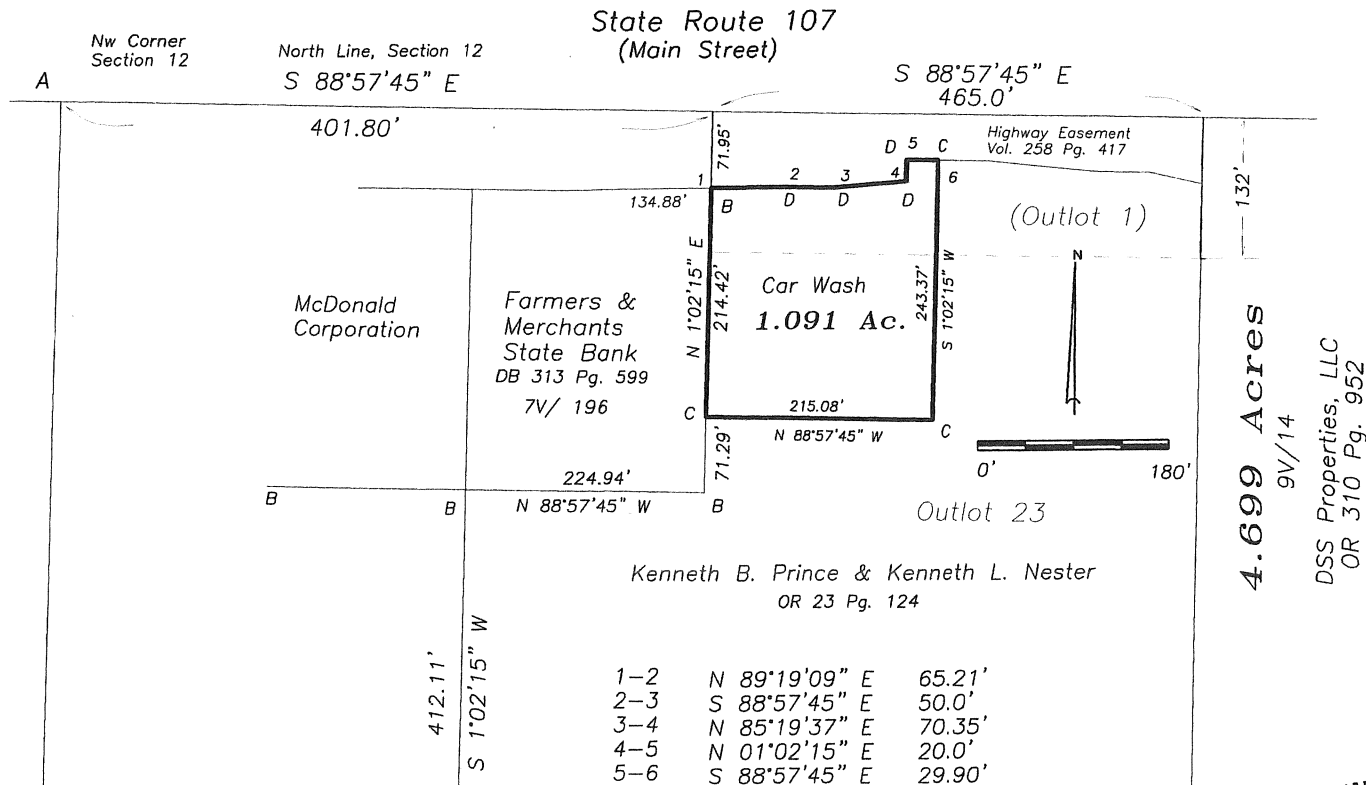 State Route 107
(Main Street)
Nw Corner
Section 12
North Line, Section 12
S 88°57'45" E
S 88°57'45" E
465.0'
A
401.80'
71.95'
Highway Easement
Vol. 258 Pg. 417
132'
D 5 C
1 2 3 4 6
134.88'
B D D D
(Outlot 1)
N
N 1°02'15" E
214.42'
Car Wash
1.091 Ac.
243.37'
S 1°02'15" W
McDonald
Corporation
Farmers &
Merchants
State Bank
DB 313 Pg. 599
7V/ 196
C
215.08'
N 88°57'45" W
C
71.29'
0' 180'
224.94'
B B N 88°57'45" W B
Outlot 23
4.699 Acres
9V/14
DSS Properties, LLC
OR 310 Pg. 952
Kenneth B. Prince & Kenneth L. Nester
OR 23 Pg. 124
412.11'
S 1°02'15" W
1-2 N 89°19'09" E 65.21'
2-3 S 88°57'45" E 50.0'
3-4 N 85°19'37" E 70.35'
4-5 N 01°02'15" E 20.0'
5-6 S 88°57'45" E 29.90'